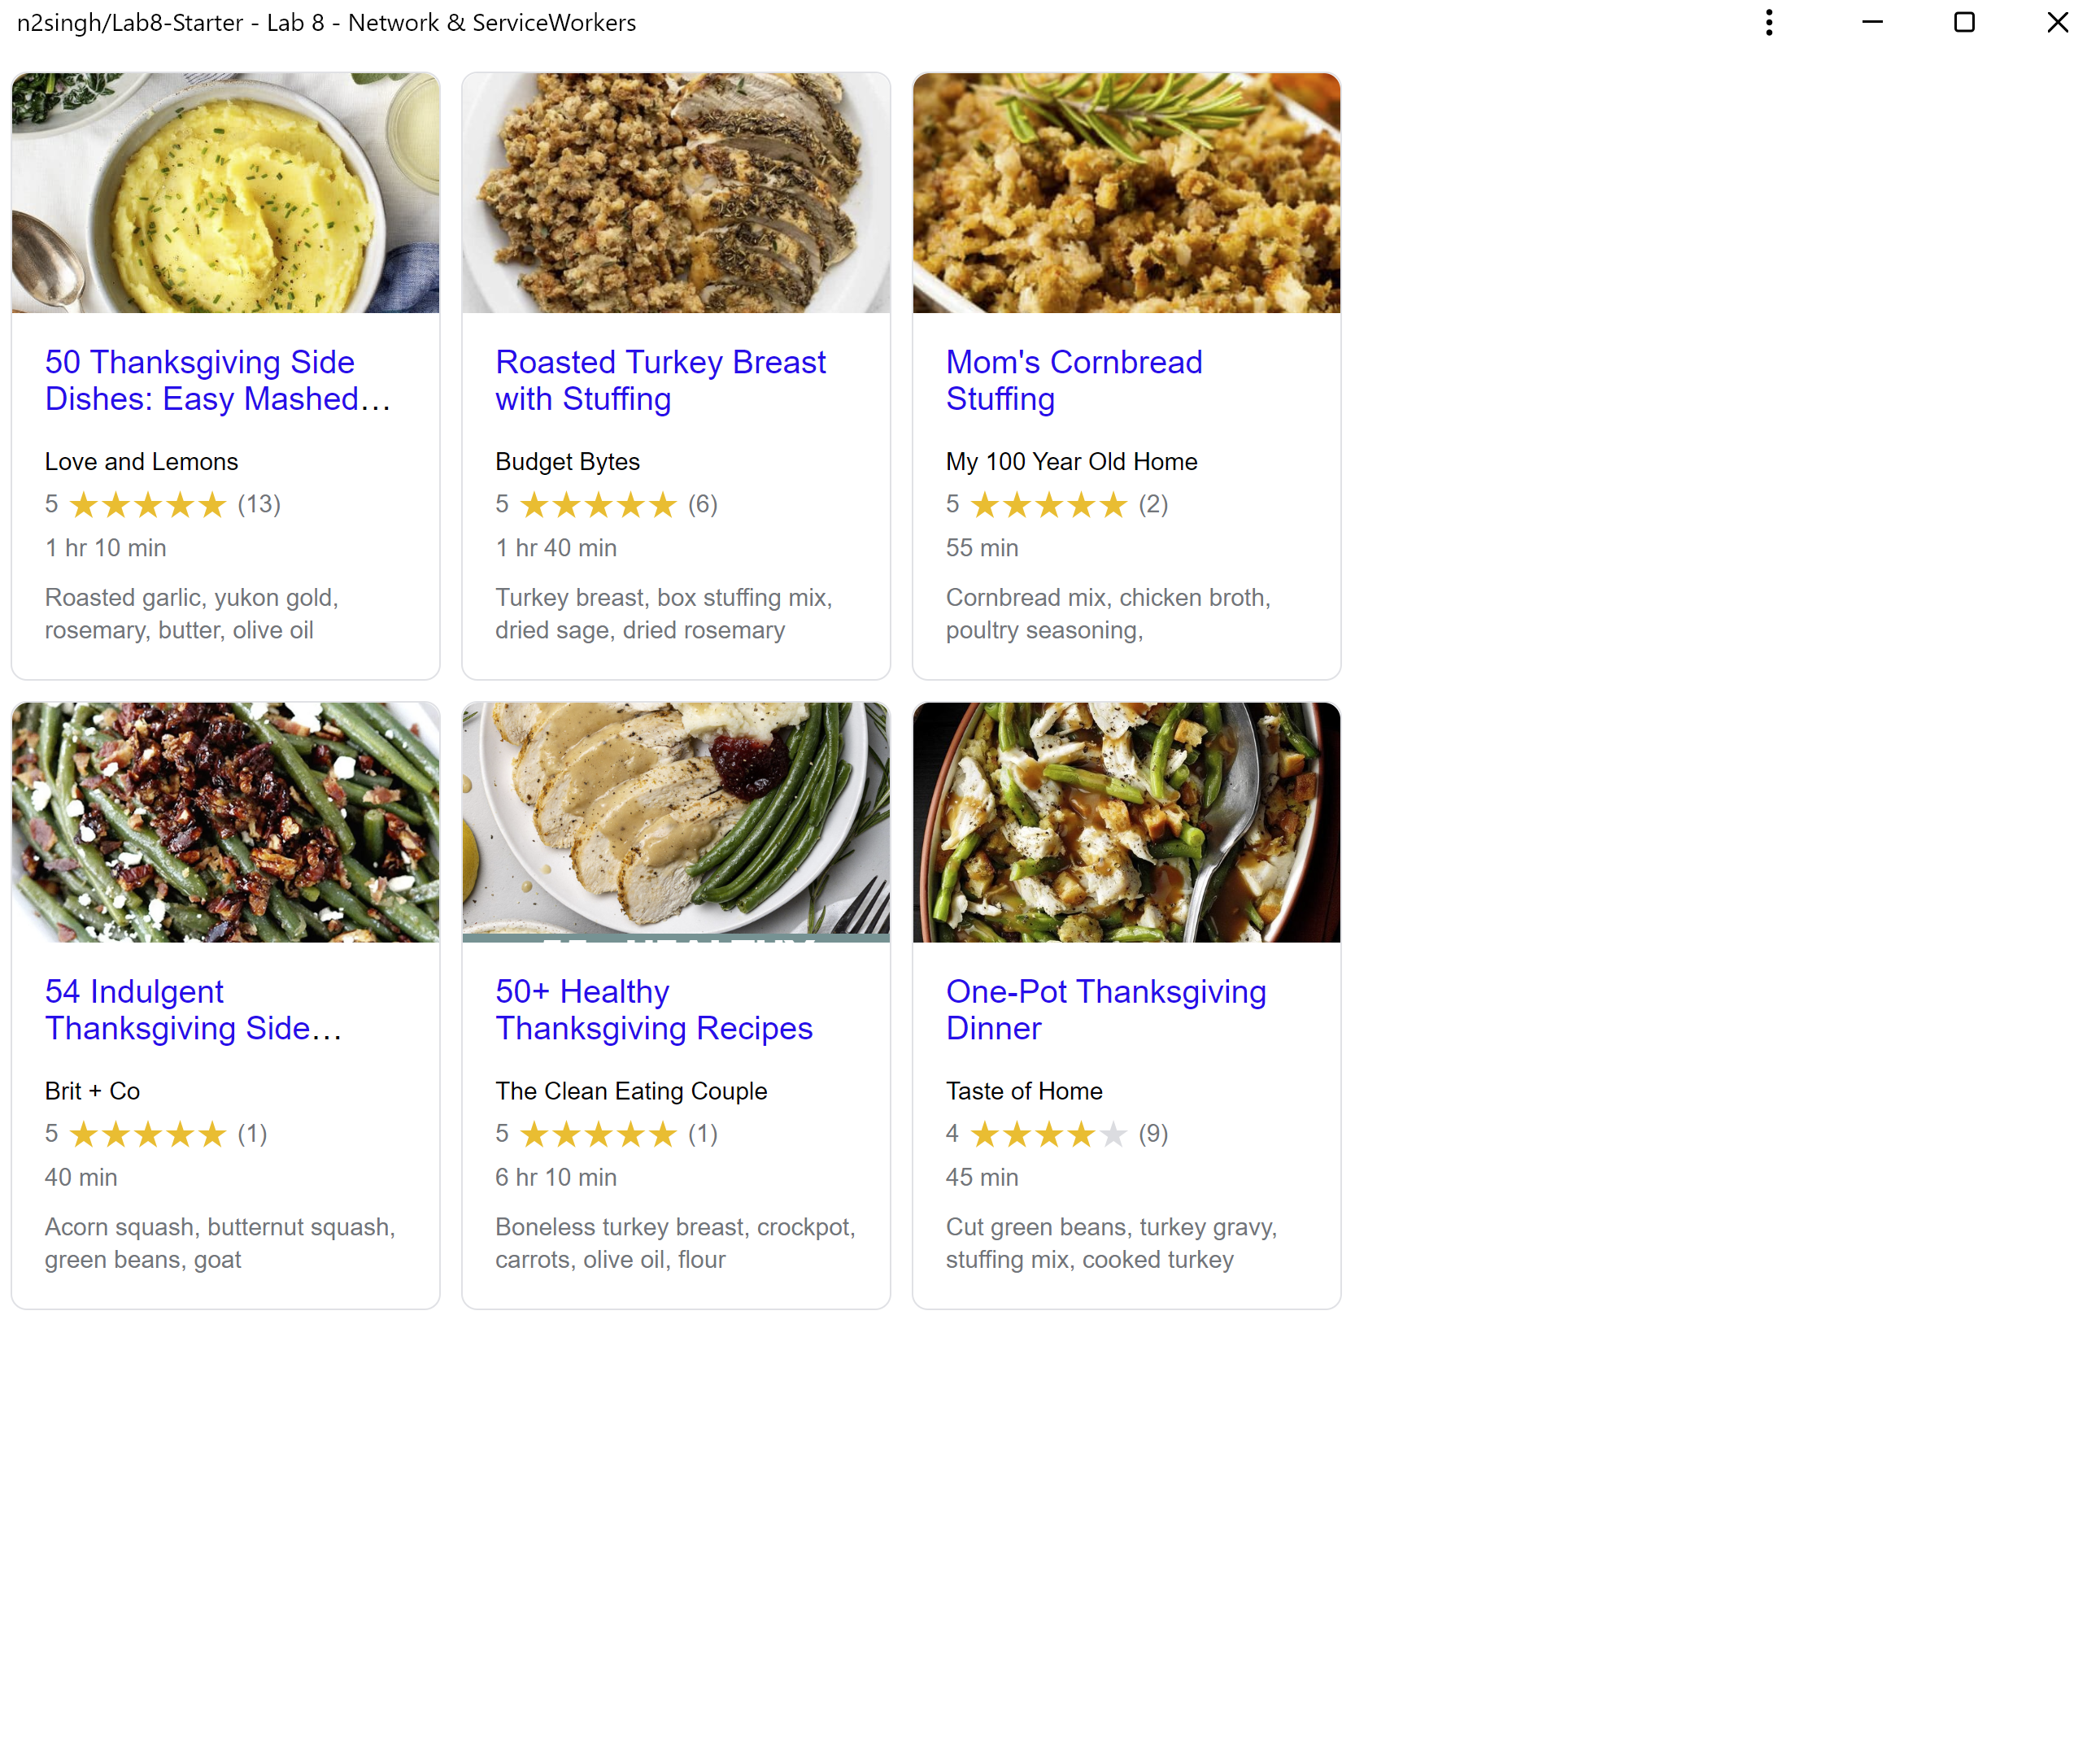 n2singh/Lab8-Starter - Lab 8 - Network & ServiceWorkers
50 Thanksgiving Side
Dishes: Easy Mashed…
Love and Lemons
5 ★★★★★ (13)
1 hr 10 min
Roasted garlic, yukon gold,
rosemary, butter, olive oil
Roasted Turkey Breast
with Stuffing
Budget Bytes
5 ★★★★★ (6)
1 hr 40 min
Turkey breast, box stuffing mix,
dried sage, dried rosemary
Mom's Cornbread
Stuffing
My 100 Year Old Home
5 ★★★★★ (2)
55 min
Cornbread mix, chicken broth,
poultry seasoning,
54 Indulgent
Thanksgiving Side…
Brit + Co
5 ★★★★★ (1)
40 min
Acorn squash, butternut squash,
green beans, goat
50+ Healthy
Thanksgiving Recipes
The Clean Eating Couple
5 ★★★★★ (1)
6 hr 10 min
Boneless turkey breast, crockpot,
carrots, olive oil, flour
One-Pot Thanksgiving
Dinner
Taste of Home
4 ★★★★☆ (9)
45 min
Cut green beans, turkey gravy,
stuffing mix, cooked turkey